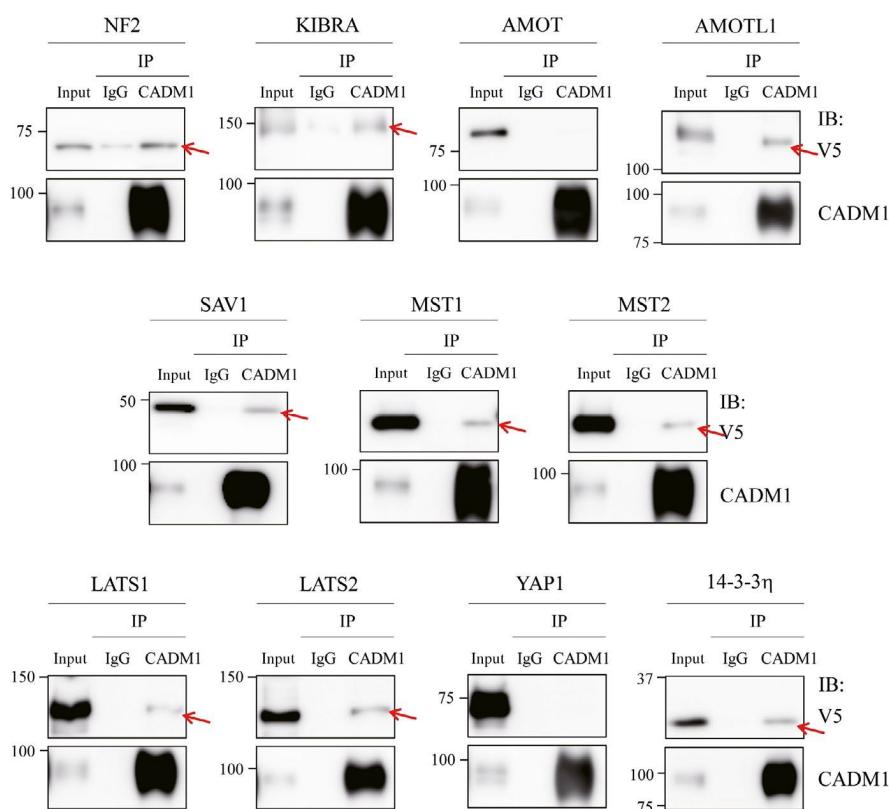 NF2 KIBRA AMOT AMOTL1
IP IP IP IP
Input IgG CADM1 Input IgG CADM1 Input IgG CADM1 Input IgG CADM1
75 150 75 100 IB:
V5
100 100 100 100 75 CADM1
SAV1 MST1 MST2
IP IP IP
Input IgG CADM1 Input IgG CADM1 Input IgG CADM1
50 IB:
V5
100 100 100 CADM1
LATS1 LATS2 YAP1 14-3-3η
IP IP IP IP
Input IgG CADM1 Input IgG CADM1 Input IgG CADM1 Input IgG CADM1
150 150 75 37 IB:
V5
100 100 100 100 75 CADM1